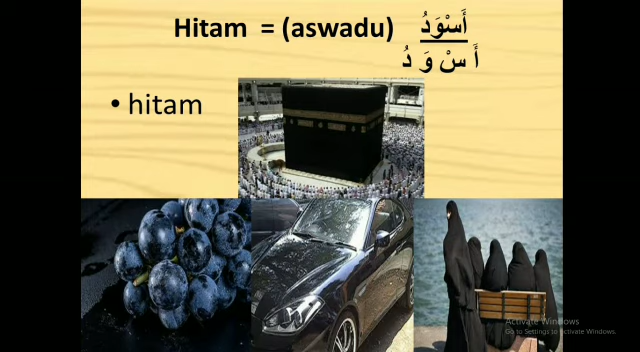 Hitam = (aswadu) أَسْوَدُ
أَ سْ وَ دُ
• hitam
Activate Windows
Go to Settings to activate Windows.